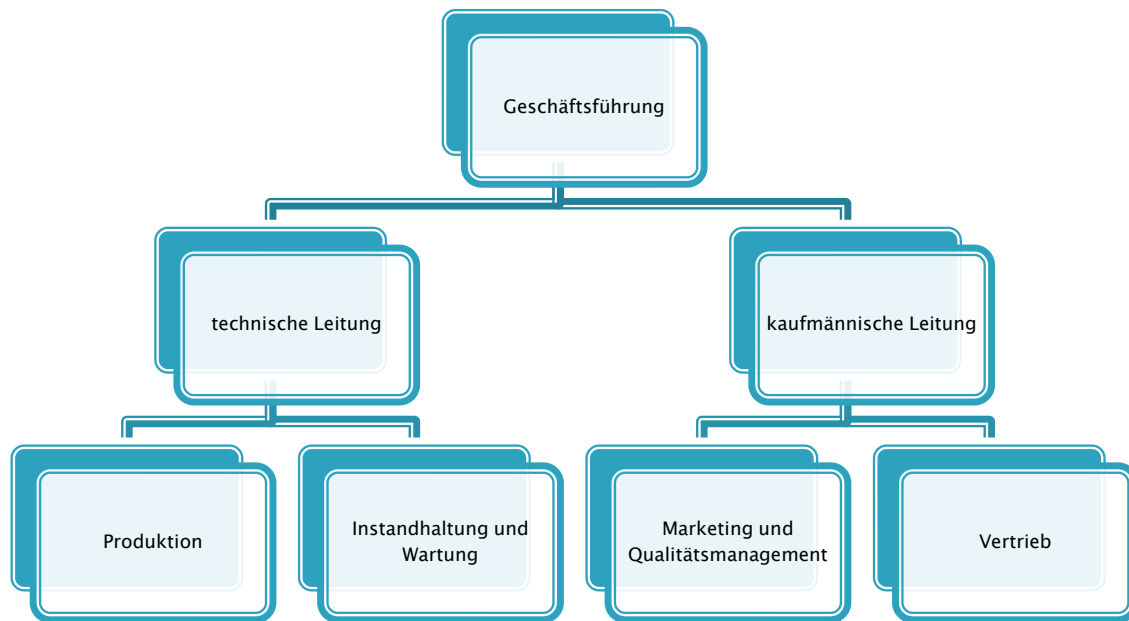 Geschäftsführung
technische Leitung
kaufmännische Leitung
Produktion
Instandhaltung und
Wartung
Marketing und
Qualitätsmanagement
Vertrieb